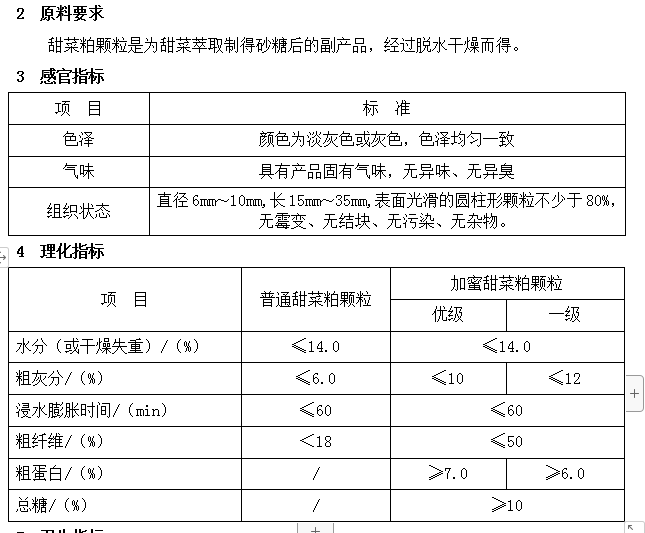 2 原料要求
甜菜粕颗粒是为甜菜萃取制得砂糖后的副产品，经过脱水干燥而得。
3 感官指标
项 目 标 准
色泽 颜色为淡灰色或灰色，色泽均匀一致
气味 具有产品固有气味，无异味、无异臭
组织状态 直径6mm～10mm,长15mm～35mm,表面光滑的圆柱形颗粒不少于80%，
无霉变、无结块、无污染、无杂物。
4 理化指标
项 目 普通甜菜粕颗粒 加蜜甜菜粕颗粒
优级 一级
水分（或干燥失重）/（%） ≤14.0 ≤14.0
粗灰分/（%） ≤6.0 ≤10 ≤12
浸水膨胀时间/（min） ≤60 ≤60
粗纤维/（%） <18 ≤50
粗蛋白/（%） / ≥7.0 ≥6.0
总糖/（%） / ≥10